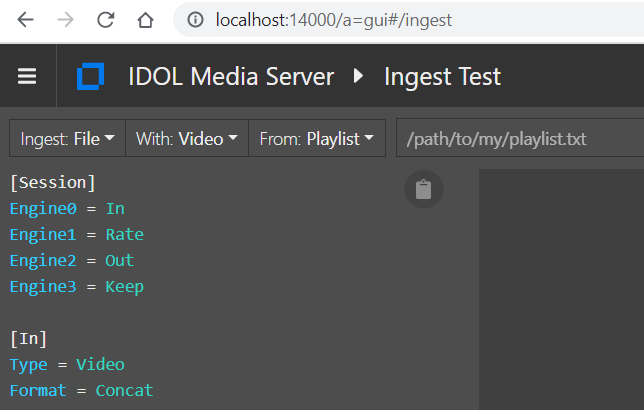 localhost:14000/a=gui#/ingest
IDOL Media Server Ingest Test
Ingest: File With: Video From: Playlist /path/to/my/playlist.txt
[Session]
Engine0 = In
Engine1 = Rate
Engine2 = Out
Engine3 = Keep
[In]
Type = Video
Format = Concat